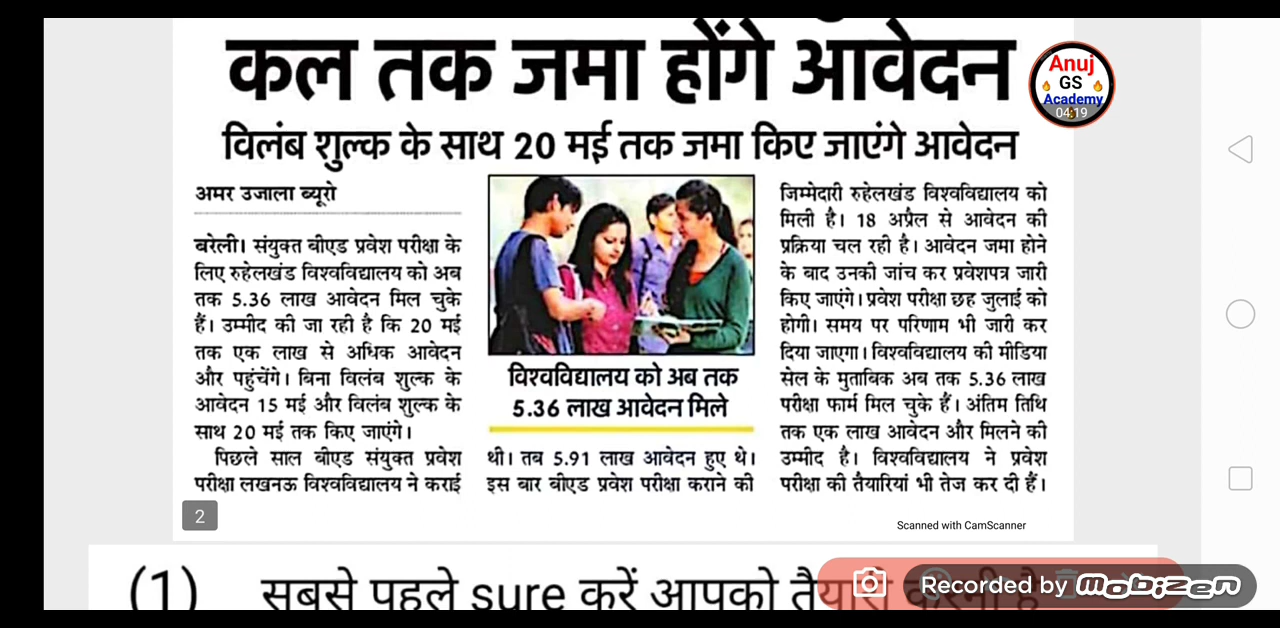 कल तक जमा होंगे आवेदन
विलंब शुल्क के साथ 20 मई तक जमा किए जाएंगे आवेदन
Anuj
GS
Academy
04:19
अमर उजाला ब्यूरो
बरेली। संयुक्त बीएड प्रवेश परीक्षा के
लिए रुहेलखंड विश्वविद्यालय को अब
तक 5.36 लाख आवेदन मिल चुके
हैं। उम्मीद की जा रही है कि 20 मई
तक एक लाख से अधिक आवेदन
और पहुंचेंगे। बिना विलंब शुल्क के
आवेदन 15 मई और विलंब शुल्क के
साथ 20 मई तक किए जाएंगे।
पिछले साल बीएड संयुक्त प्रवेश
परीक्षा लखनऊ विश्वविद्यालय ने कराई
विश्वविद्यालय को अब तक
5.36 लाख आवेदन मिले
थी। तब 5.91 लाख आवेदन हुए थे।
इस बार बीएड प्रवेश परीक्षा कराने की
जिम्मेदारी रुहेलखंड विश्वविद्यालय को
मिली है। 18 अप्रैल से आवेदन की
प्रक्रिया चल रही है। आवेदन जमा होने
के बाद उनकी जांच कर प्रवेशपत्र जारी
किए जाएंगे। प्रवेश परीक्षा छह जुलाई को
होगी। समय पर परिणाम भी जारी कर
दिया जाएगा। विश्वविद्यालय की मीडिया
सेल के मुताबिक अब तक 5.36 लाख
परीक्षा फार्म मिल चुके हैं। अंतिम तिथि
तक एक लाख आवेदन और मिलने की
उम्मीद है। विश्वविद्यालय ने प्रवेश
परीक्षा की तैयारियां भी तेज कर दी हैं।
2
Scanned with CamScanner
(1) सबसे पहले sure करें आपको तैयारी करनी है
Recorded by mobizen